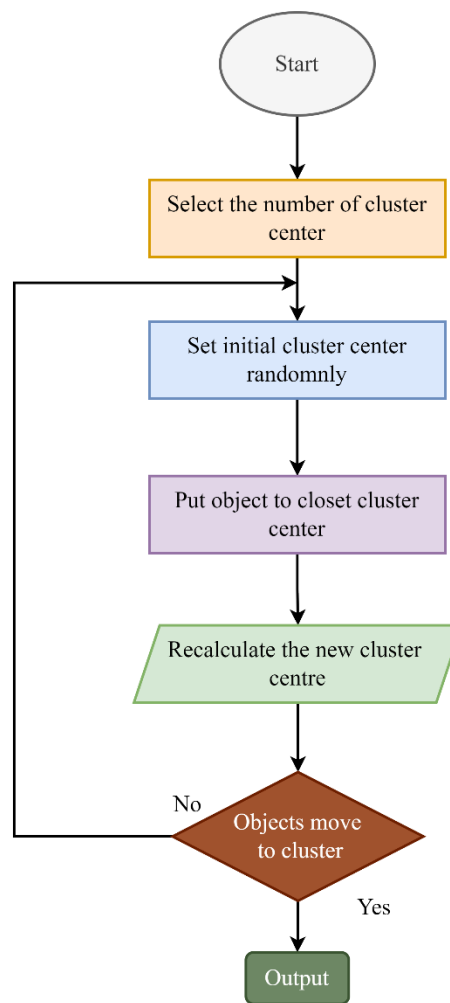 Start
Select the number of cluster
center
Set initial cluster center
randomnly
Put object to closet cluster
center
Recalculate the new cluster
centre
No
Objects move
to cluster
Yes
Output